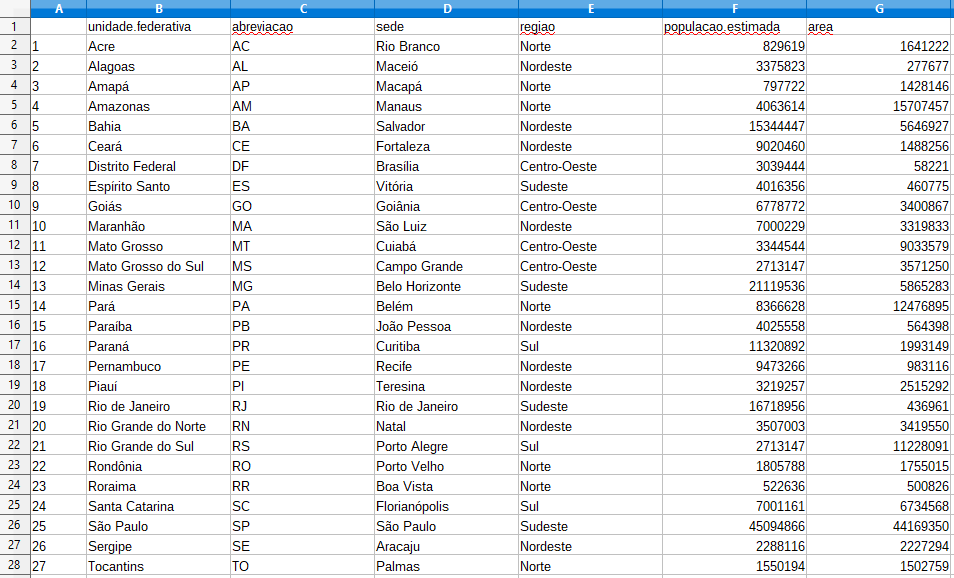 A B C D E F G
1 unidade.federativa abreviacao sede regiao populacao.estimada area
2 1 Acre AC Rio Branco Norte 829619 1641222
3 2 Alagoas AL Maceió Nordeste 3375823 277677
4 3 Amapá AP Macapá Norte 797722 1428146
5 4 Amazonas AM Manaus Norte 4063614 15707457
6 5 Bahia BA Salvador Nordeste 15344447 5646927
7 6 Ceará CE Fortaleza Nordeste 9020460 1488256
8 7 Distrito Federal DF Brasília Centro-Oeste 3039444 58221
9 8 Espírito Santo ES Vitória Sudeste 4016356 460775
10 9 Goiás GO Goiânia Centro-Oeste 6778772 3400867
11 10 Maranhão MA São Luiz Nordeste 7000229 3319833
12 11 Mato Grosso MT Cuiabá Centro-Oeste 3344544 9033579
13 12 Mato Grosso do Sul MS Campo Grande Centro-Oeste 2713147 3571250
14 13 Minas Gerais MG Belo Horizonte Sudeste 21119536 5865283
15 14 Pará PA Belém Norte 8366628 12476895
16 15 Paraíba PB João Pessoa Nordeste 4025558 564398
17 16 Paraná PR Curitiba Sul 11320892 1993149
18 17 Pernambuco PE Recife Nordeste 9473266 983116
19 18 Piauí PI Teresina Nordeste 3219257 2515292
20 19 Rio de Janeiro RJ Rio de Janeiro Sudeste 16718956 436961
21 20 Rio Grande do Norte RN Natal Nordeste 3507003 3419550
22 21 Rio Grande do Sul RS Porto Alegre Sul 2713147 11228091
23 22 Rondônia RO Porto Velho Norte 1805788 1755015
24 23 Roraima RR Boa Vista Norte 522636 500826
25 24 Santa Catarina SC Florianópolis Sul 7001161 6734568
26 25 São Paulo SP São Paulo Sudeste 45094866 44169350
27 26 Sergipe SE Aracaju Nordeste 2288116 2227294
28 27 Tocantins TO Palmas Norte 1550194 1502759